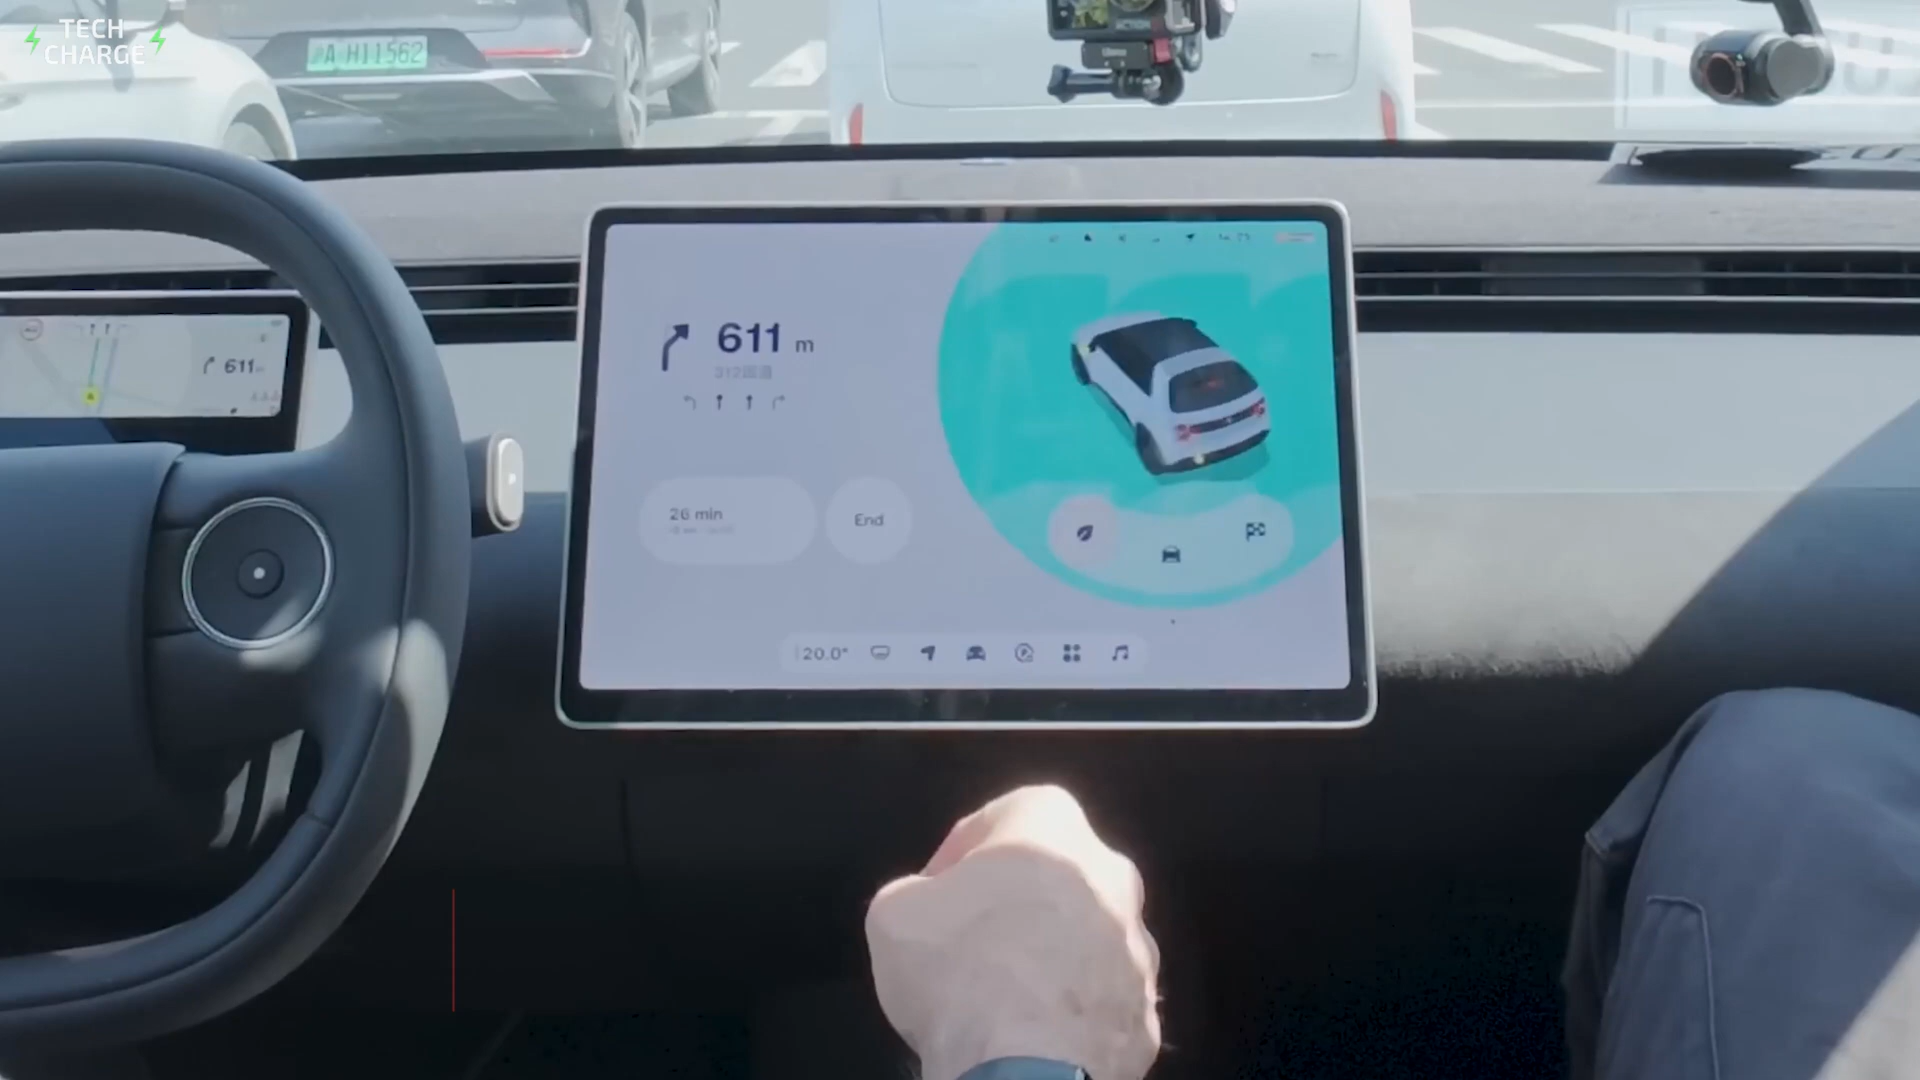 TECH
CHARGE
A·H11562
611 m
611 m
26 min
End
20.0°